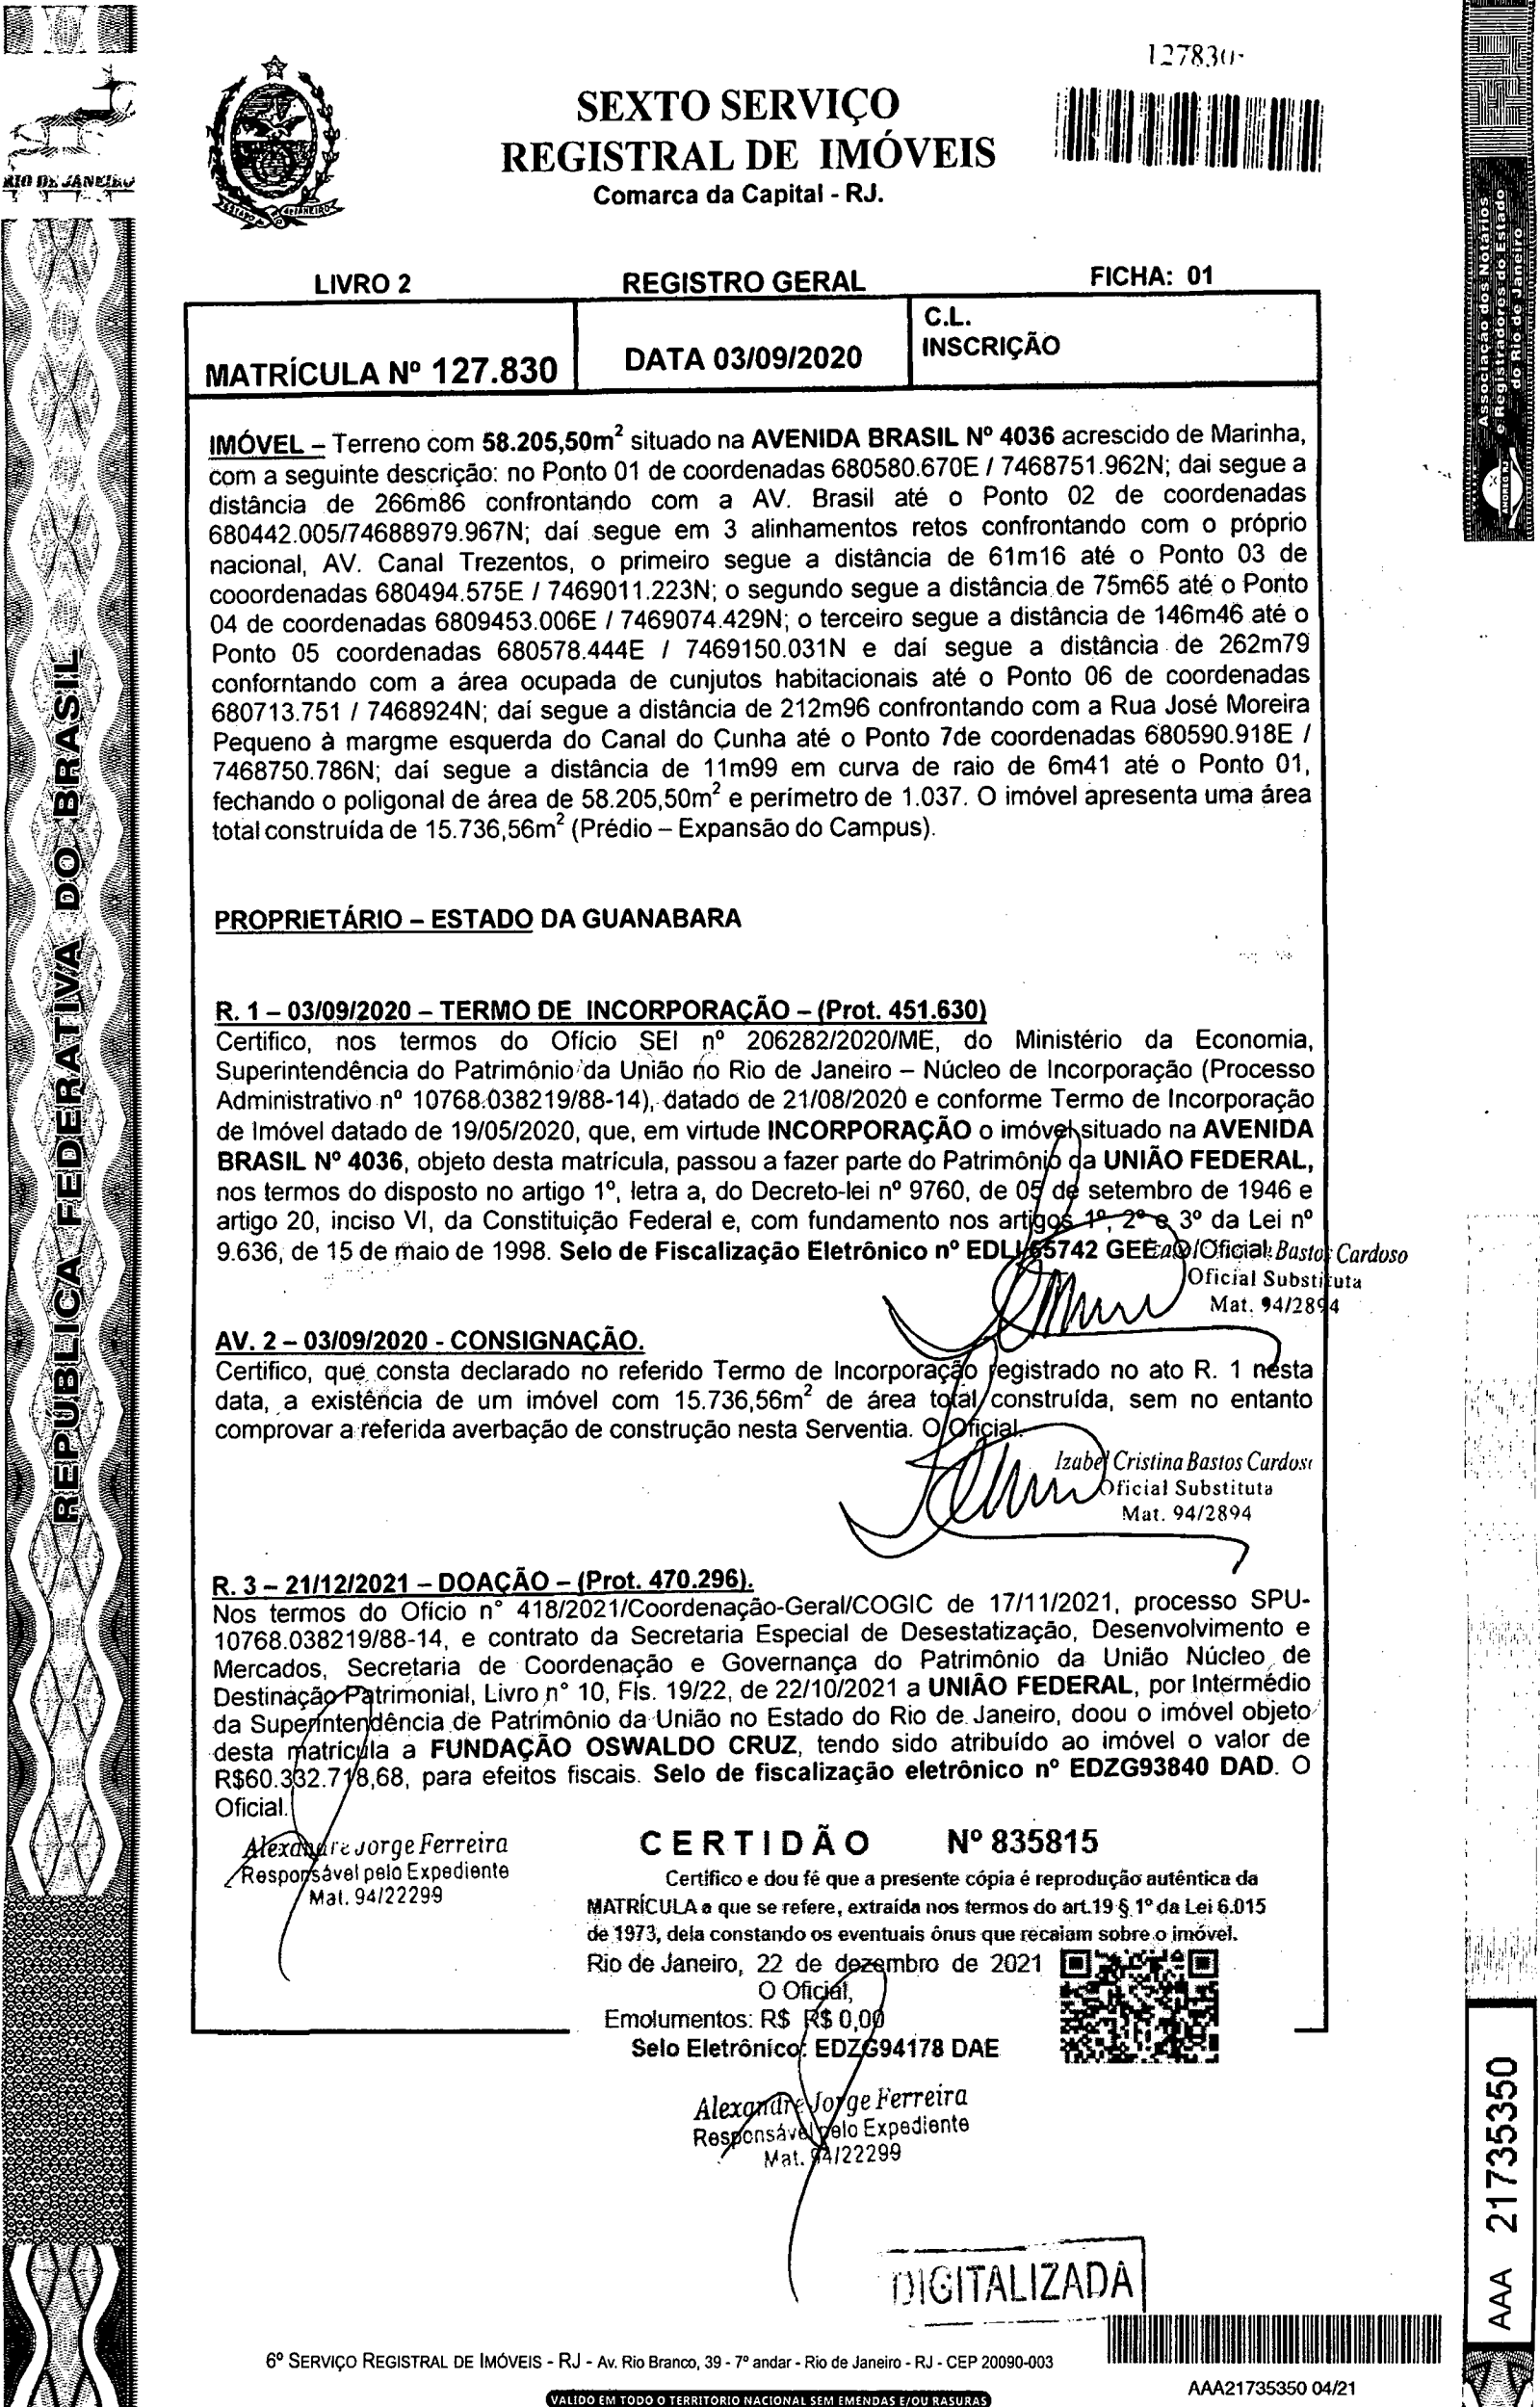 127830-
SEXTO SERVIÇO
REGISTRAL DE IMÓVEIS
Comarca da Capital - RJ.
RIO DE JANEIRO
LIVRO 2
REGISTRO GERAL
FICHA: 01
MATRÍCULA Nº 127.830
DATA 03/09/2020
C.L.
INSCRIÇÃO
IMÓVEL – Terreno com 58.205,50m² situado na AVENIDA BRASIL Nº 4036 acrescido de Marinha,
com a seguinte descrição: no Ponto 01 de coordenadas 680580.670E / 7468751.962N; dai segue a
distância de 266m86 confrontando com a AV. Brasil até o Ponto 02 de coordenadas
680442.005/74688979.967N; daí segue em 3 alinhamentos retos confrontando com o próprio
nacional, AV. Canal Trezentos, o primeiro segue a distância de 61m16 até o Ponto 03 de
cooordenadas 680494.575E / 7469011.223N; o segundo segue a distância de 75m65 até o Ponto
04 de coordenadas 6809453.006E / 7469074.429N; o terceiro segue a distância de 146m46 até o
Ponto 05 coordenadas 680578.444E / 7469150.031N e daí segue a distância de 262m79
conforntando com a área ocupada de cunjutos habitacionais até o Ponto 06 de coordenadas
680713.751 / 7468924N; daí segue a distância de 212m96 confrontando com a Rua José Moreira
Pequeno à margme esquerda do Canal do Cunha até o Ponto 7de coordenadas 680590.918E /
7468750.786N; daí segue a distância de 11m99 em curva de raio de 6m41 até o Ponto 01,
fechando o poligonal de área de 58.205,50m² e perímetro de 1.037. O imóvel apresenta uma área
total construída de 15.736,56m² (Prédio – Expansão do Campus).
PROPRIETÁRIO – ESTADO DA GUANABARA
R. 1 – 03/09/2020 – TERMO DE INCORPORAÇÃO – (Prot. 451.630)
Certifico, nos termos do Ofício SEI nº 206282/2020/ME, do Ministério da Economia,
Superintendência do Patrimônio da União no Rio de Janeiro – Núcleo de Incorporação (Processo
Administrativo nº 10768.038219/88-14), datado de 21/08/2020 e conforme Termo de Incorporação
de Imóvel datado de 19/05/2020, que, em virtude INCORPORAÇÃO o imóvel situado na AVENIDA
BRASIL Nº 4036, objeto desta matrícula, passou a fazer parte do Patrimônio da UNIÃO FEDERAL,
nos termos do disposto no artigo 1º, letra a, do Decreto-lei nº 9760, de 05 de setembro de 1946 e
artigo 20, inciso VI, da Constituição Federal e, com fundamento nos artigos 1º, 2º e 3º da Lei nº
9.636, de 15 de maio de 1998. Selo de Fiscalização Eletrônico nº 65742 GEE O Oficial. Bastos Cardoso
Oficial Substituta
Mat. 94/2894
AV. 2 – 03/09/2020 - CONSIGNAÇÃO.
Certifico, que consta declarado no referido Termo de Incorporação registrado no ato R. 1 nesta
data, a existência de um imóvel com 15.736,56m² de área total construída, sem no entanto
comprovar a referida averbação de construção nesta Serventia. O Oficial.
Izabel Cristina Bastos Cardoso
Oficial Substituta
Mat. 94/2894
R. 3 – 21/12/2021 – DOAÇÃO – (Prot. 470.296).
Nos termos do Oficio n° 418/2021/Coordenação-Geral/COGIC de 17/11/2021, processo SPU-
10768.038219/88-14, e contrato da Secretaria Especial de Desestatização, Desenvolvimento e
Mercados, Secretaria de Coordenação e Governança do Patrimônio da União Núcleo de
Destinação Patrimonial, Livro n° 10, Fls. 19/22, de 22/10/2021 a UNIÃO FEDERAL, por Intermédio
da Superintendência de Patrimônio da União no Estado do Rio de Janeiro, doou o imóvel objeto
desta matrícula a FUNDAÇÃO OSWALDO CRUZ, tendo sido atribuído ao imóvel o valor de
R$60.332.718,68, para efeitos fiscais. Selo de fiscalização eletrônico nº EDZG93840 DAD. O
Oficial.
Alexandre Jorge Ferreira
Responsável pelo Expediente
Mat. 94/22299
CERTIDÃO Nº 835815
Certifico e dou fé que a presente cópia é reprodução autêntica da
MATRÍCULA a que se refere, extraída nos termos do art.19 § 1º da Lei 6.015
de 1973, dela constando os eventuais ônus que recaiam sobre o imóvel.
Rio de Janeiro, 22 de dezembro de 2021
O Oficial,
Emolumentos: R$ R$ 0,00
Selo Eletrônico: EDZG94178 DAE
Alexandre Jorge Ferreira
Responsável pelo Expediente
Mat. 94/22299
DIGITALIZADA
6º SERVIÇO REGISTRAL DE IMÓVEIS - RJ - Av. Rio Branco, 39 - 7º andar - Rio de Janeiro - RJ - CEP 20090-003
VALIDO EM TODO O TERRITORIO NACIONAL SEM EMENDAS E/OU RASURAS
AAA21735350 04/21
REPÚBLICA FEDERATIVA DO BRASIL
Associação dos Notários
e Registradores do Estado
do Rio de Janeiro
ANOREG/RJ
AAA 21735350